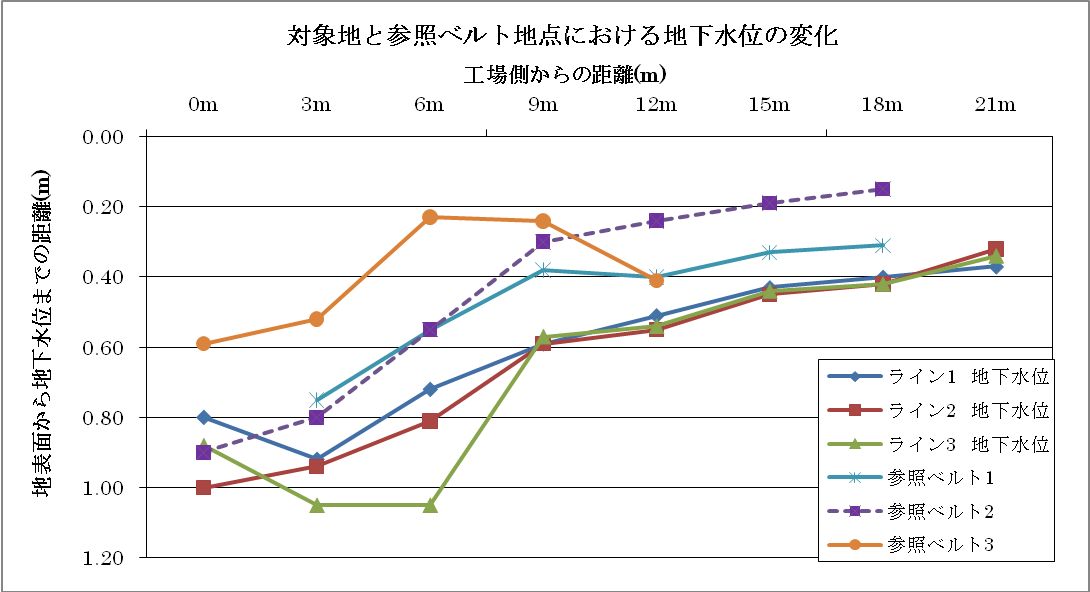 対象地と参照ベルト地点における地下水位の変化
工場側からの距離(m)
0m 3m 6m 9m 12m 15m 18m 21m
地表面から地下水位までの距離(m)
0.00
0.20
0.40
0.60
0.80
1.00
1.20
ライン1 地下水位
ライン2 地下水位
ライン3 地下水位
参照ベルト1
参照ベルト2
参照ベルト3